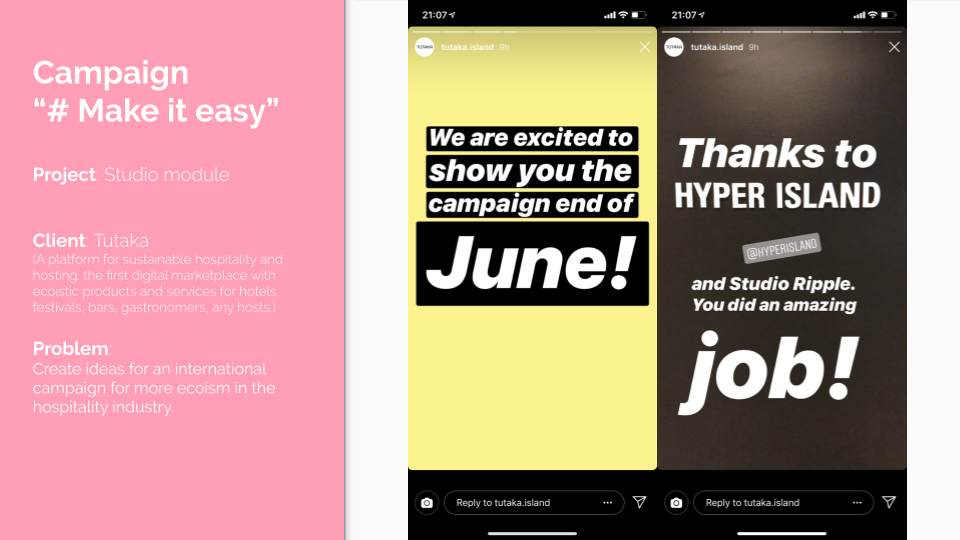 Campaign
“# Make it easy”
Project: Studio module
Client: Tutaka
(A platform for sustainable hospitality and
hosting, the first digital marketplace with
ecoistic products and services for hotels,
festivals, bars, gastronomers, any hosts.)
Problem:
Create ideas for an international
campaign for more ecoism in the
hospitality industry.
21:07
TUTAKA
tutaka.island 9h
We are excited to
show you the
campaign end of
June!
Reply to tutaka.island
21:07
TUTAKA
tutaka.island 9h
Thanks to
HYPER ISLAND
@HYPERISLAND
and Studio Ripple.
You did an amazing
job!
Reply to tutaka.island